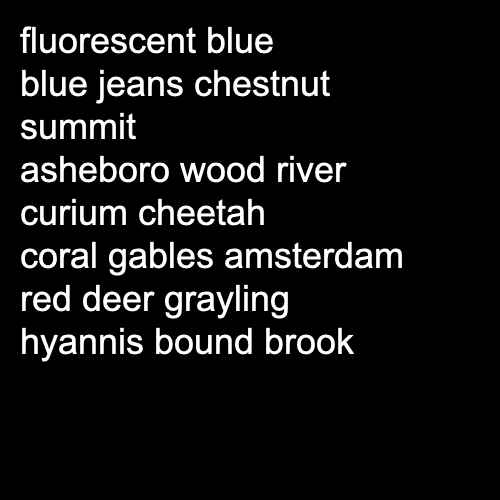 fluorescent blue
blue jeans chestnut
summit
asheboro wood river
curium cheetah
coral gables amsterdam
red deer grayling
hyannis bound brook